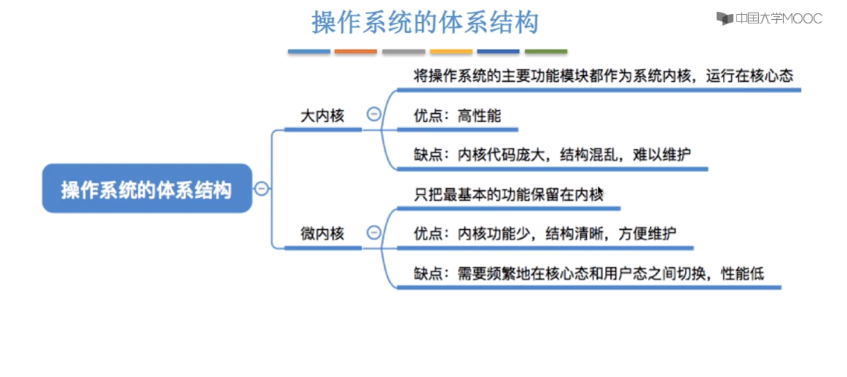 操作系统的体系结构
中国大学MOOC
操作系统的体系结构
大内核
将操作系统的主要功能模块都作为系统内核，运行在核心态
优点：高性能
缺点：内核代码庞大，结构混乱，难以维护
微内核
只把最基本的功能保留在内核
优点：内核功能少，结构清晰，方便维护
缺点：需要频繁地在核心态和用户态之间切换，性能低